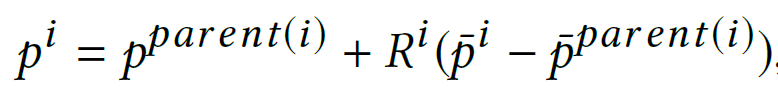 $p^{i} = p^{parent(i)} + R^{i}(\bar{p}^{i} - \bar{p}^{parent(i)}),$